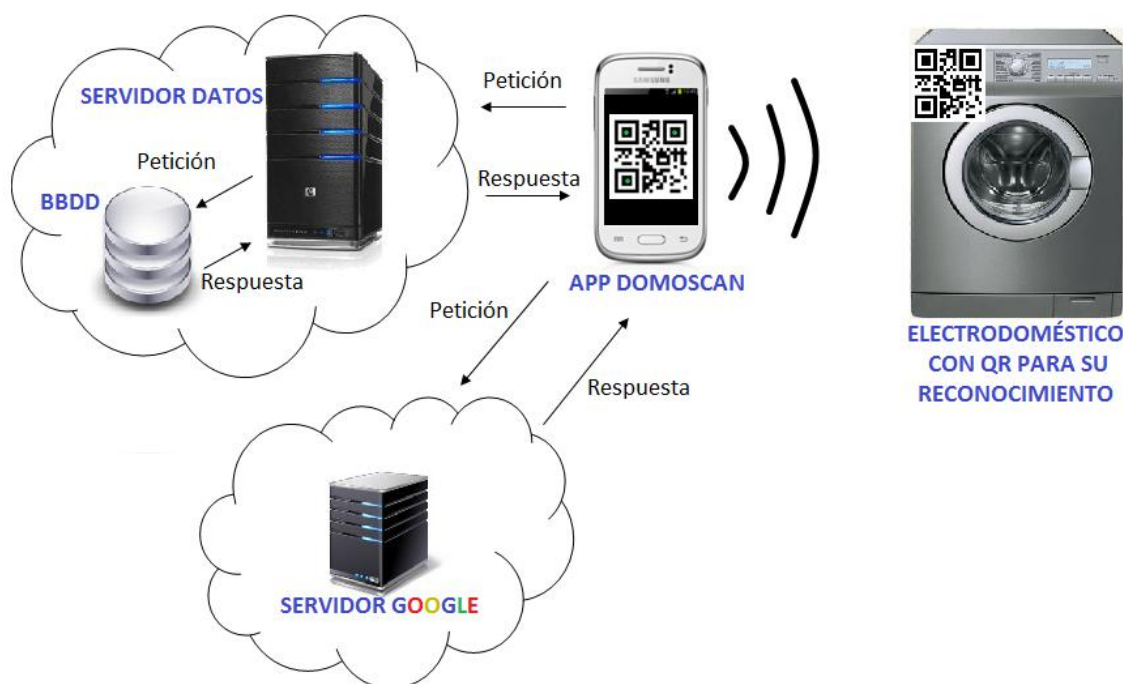 SERVIDOR DATOS
Petición
Petición
BBDD
Respuesta
Respuesta
SAMSUNG
APP DOMOSCAN
Petición
Respuesta
SERVIDOR GOOGLE
ELECTRODOMÉSTICO
CON QR PARA SU
RECONOCIMIENTO